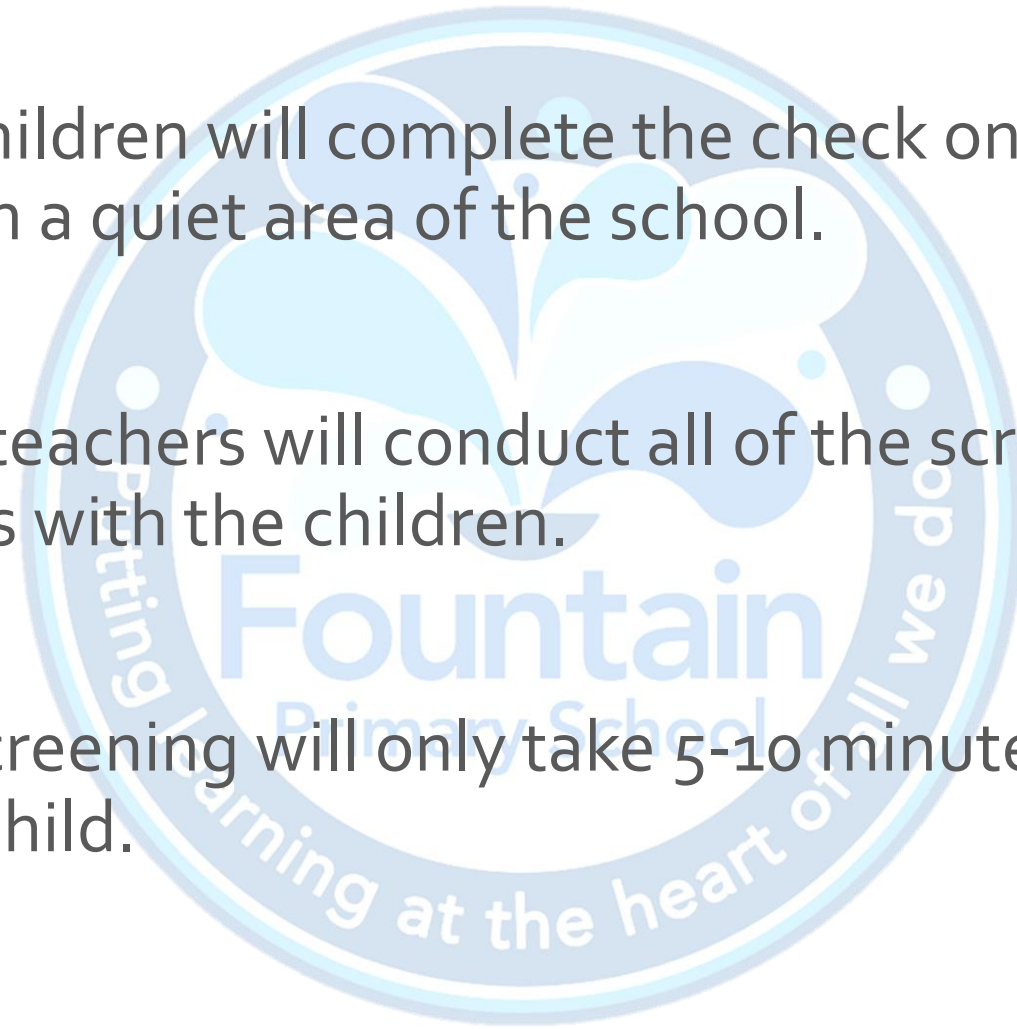 hildren will complete the check on
n a quiet area of the school.
teachers will conduct all of the scr
s with the children.
Fountain
Primary School
creening will only take 5-10 minute
hild.
Putting learning at the heart of all we do